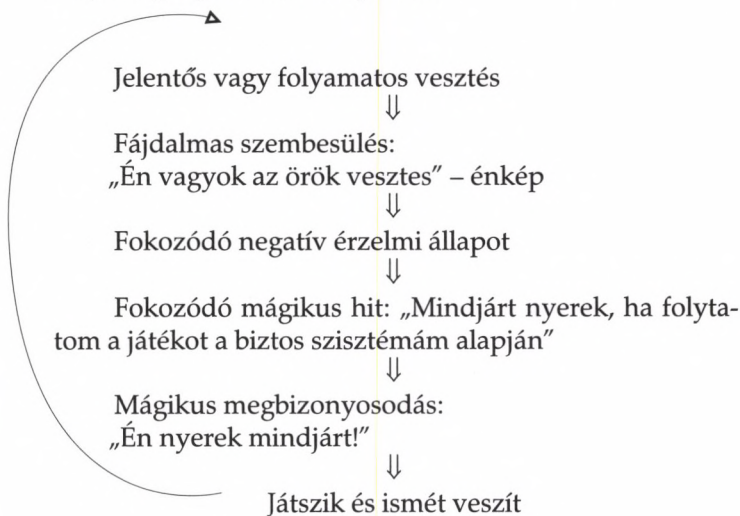 Jelentős vagy folyamatos vesztés
⇓
Fájdalmas szembesülés:
„Én vagyok az örök vesztes” – énkép
⇓
Fokozódó negatív érzelmi állapot
⇓
Fokozódó mágikus hit: „Mindjárt nyerek, ha folyta-
tom a játékot a biztos szisztémám alapján”
⇓
Mágikus megbizonyosodás:
„Én nyerek mindjárt!”
⇓
Játszik és ismét veszít